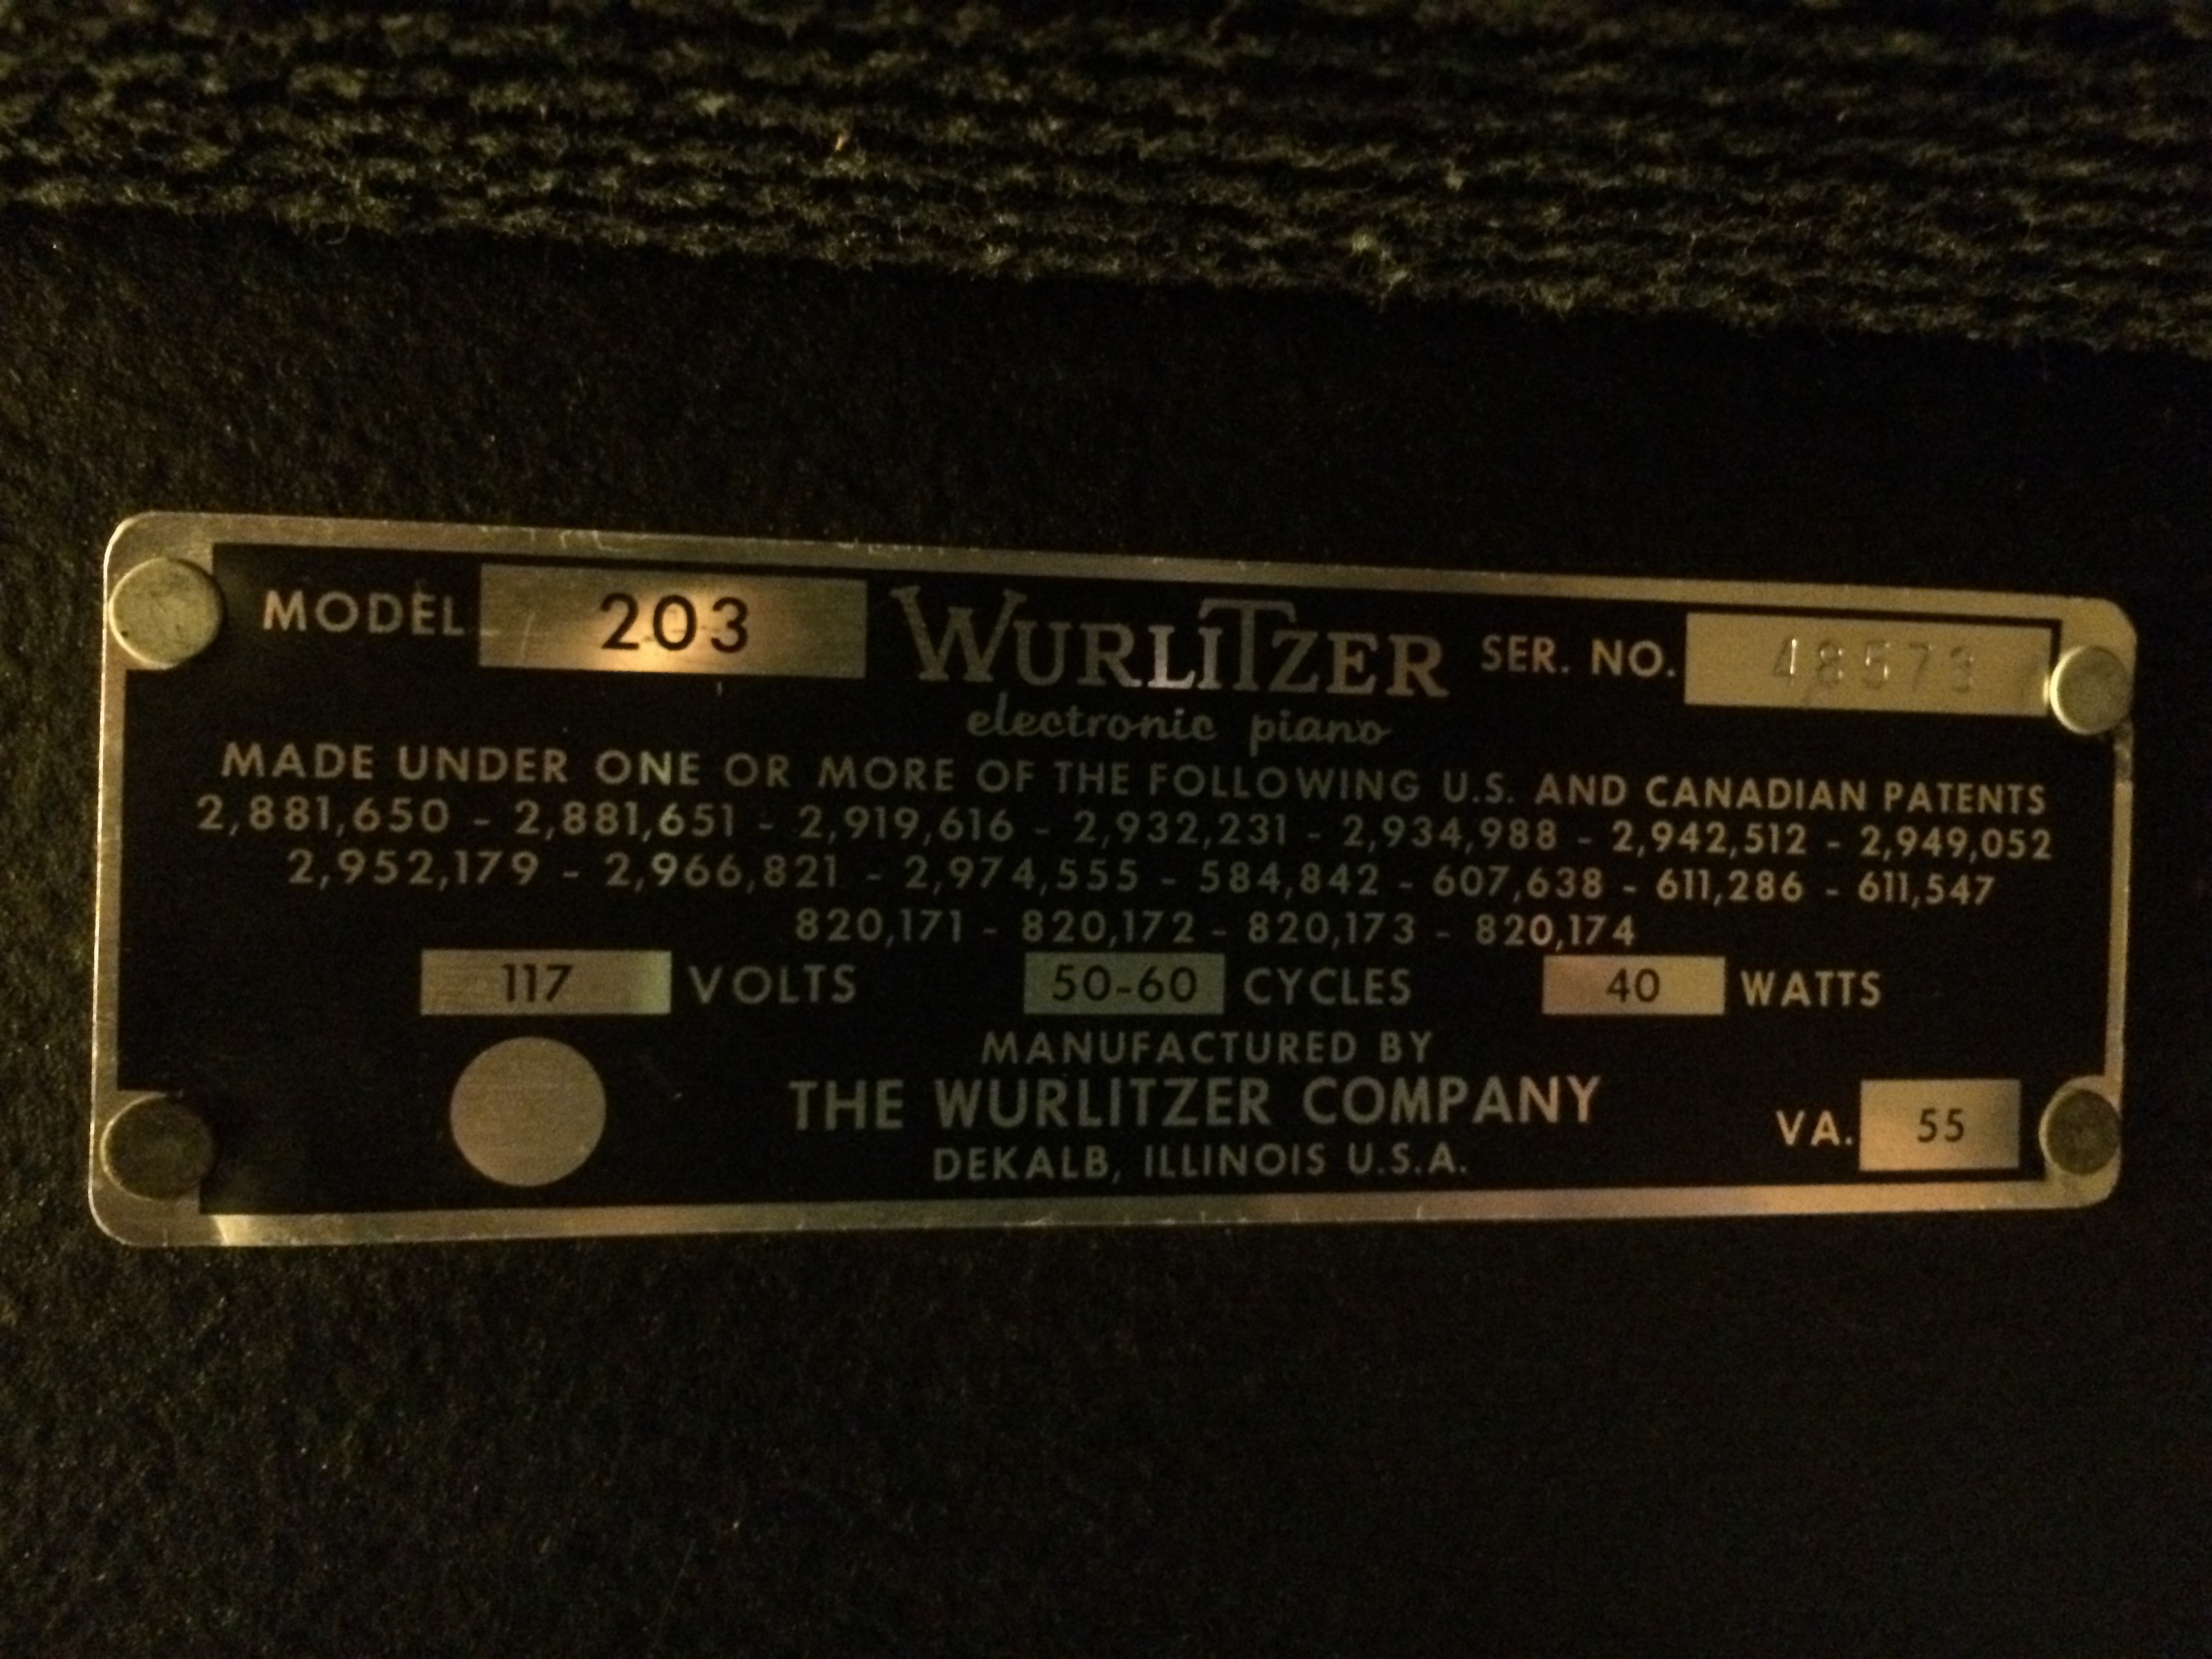 MODEL 203 WURLITZER SER. NO. 48573
electronic piano
MADE UNDER ONE OR MORE OF THE FOLLOWING U.S. AND CANADIAN PATENTS
2,881,650 - 2,881,651 - 2,919,616 - 2,932,231 - 2,934,988 - 2,942,512 - 2,949,052
2,952,179 - 2,966,821 - 2,974,555 - 584,842 - 607,638 - 611,286 - 611,547
820,171 - 820,172 - 820,173 - 820,174
117 VOLTS 50-60 CYCLES 40 WATTS
MANUFACTURED BY
THE WURLITZER COMPANY
DEKALB, ILLINOIS U.S.A.
VA. 55